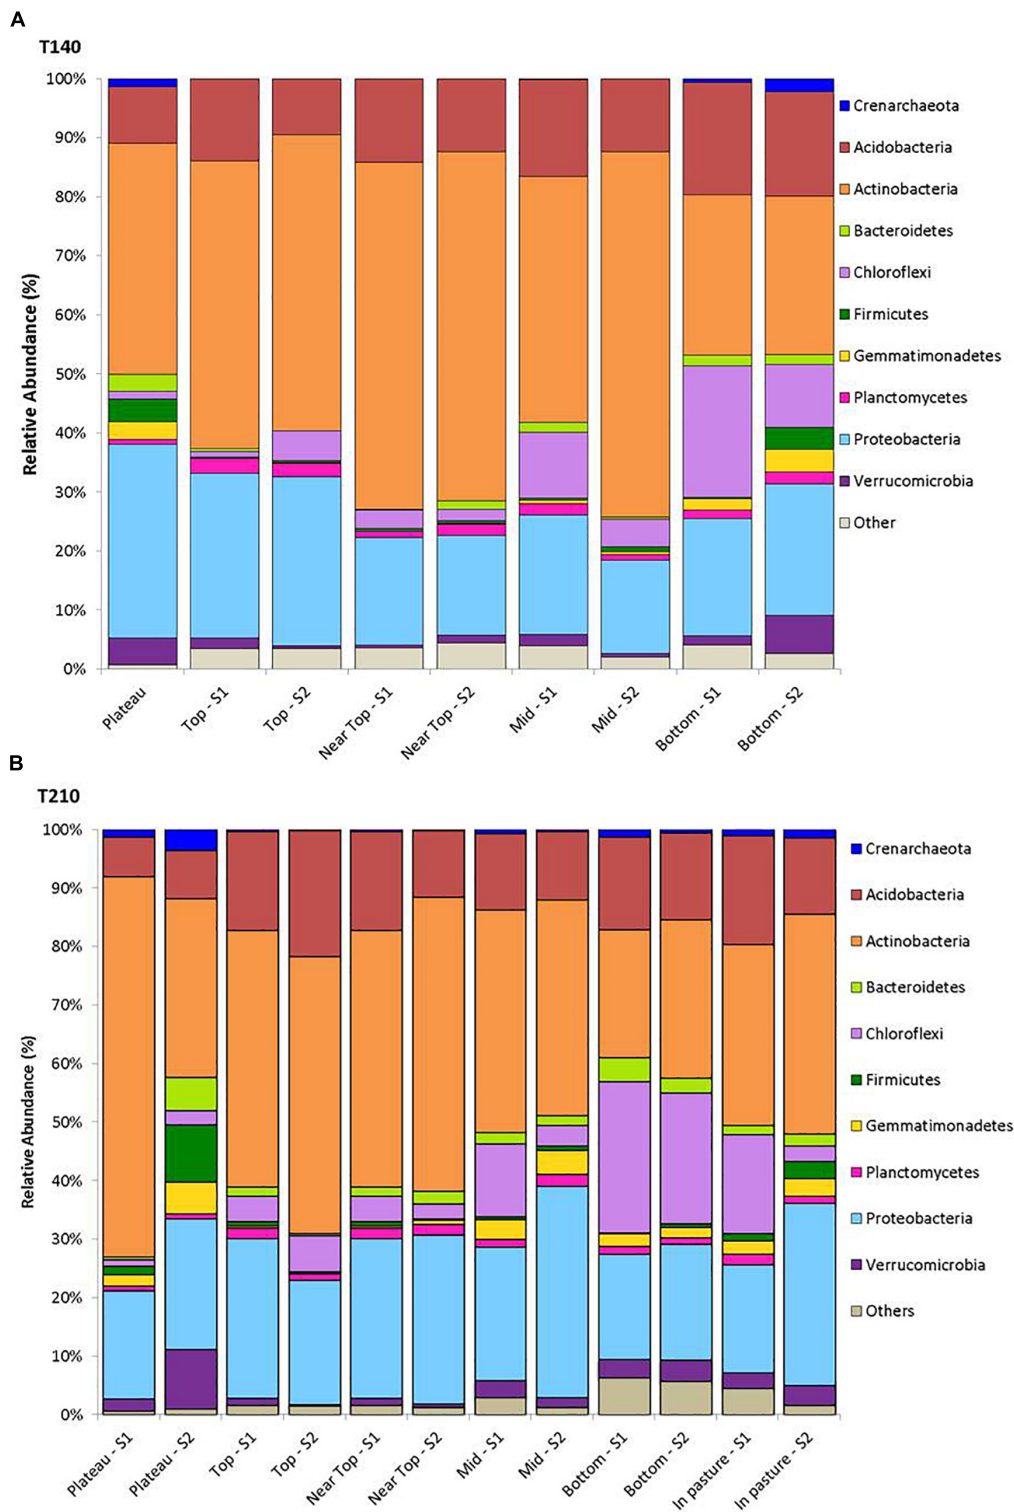 A
T140
Relative Abundance (%)
100%
90%
80%
70%
60%
50%
40%
30%
20%
10%
0%
Plateau
Top - S1
Top - S2
Near Top - S1
Near Top - S2
Mid - S1
Mid - S2
Bottom - S1
Bottom - S2
Crenarchaeota
Acidobacteria
Actinobacteria
Bacteroidetes
Chloroflexi
Firmicutes
Gemmatimonadetes
Planctomycetes
Proteobacteria
Verrucomicrobia
Other
B
T210
Relative Abundance (%)
100%
90%
80%
70%
60%
50%
40%
30%
20%
10%
0%
Plateau - S1
Plateau - S2
Top - S1
Top - S2
Near Top - S1
Near Top - S2
Mid - S1
Mid - S2
Bottom - S1
Bottom - S2
In pasture - S1
In pasture - S2
Crenarchaeota
Acidobacteria
Actinobacteria
Bacteroidetes
Chloroflexi
Firmicutes
Gemmatimonadetes
Planctomycetes
Proteobacteria
Verrucomicrobia
Others